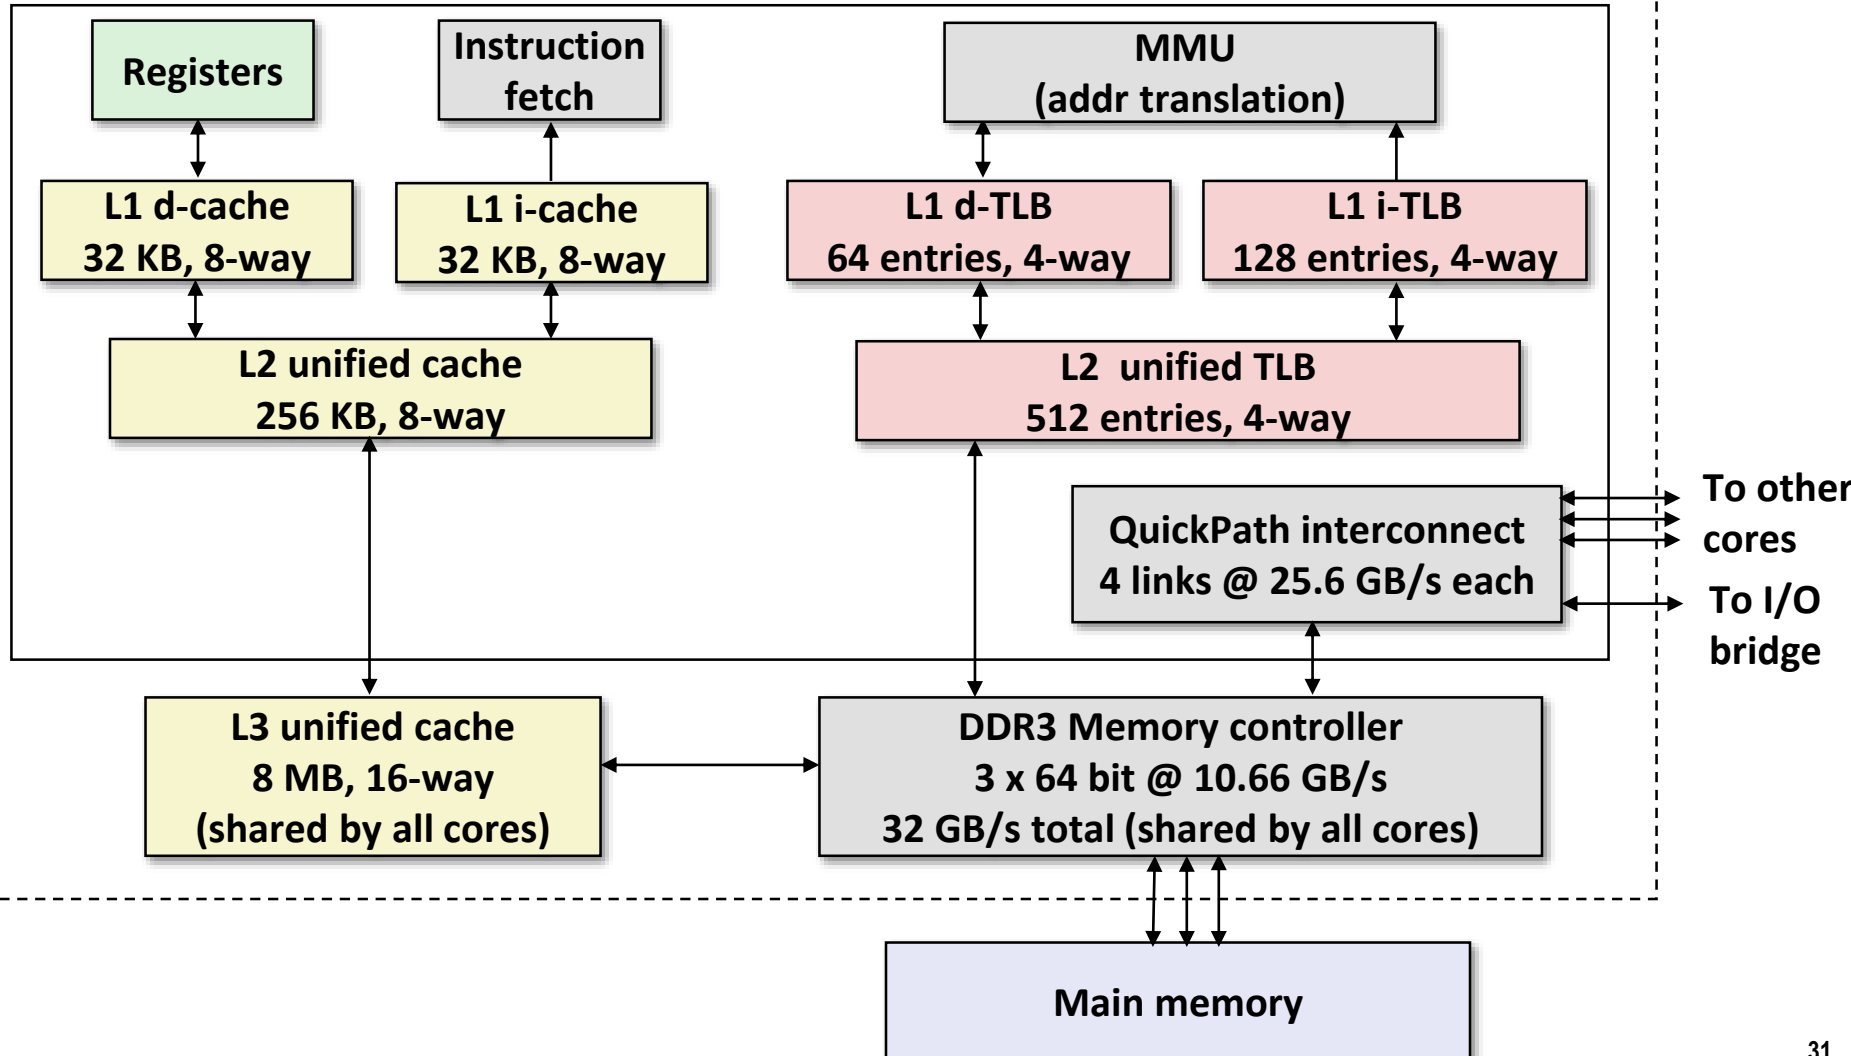 Registers
Instruction
fetch
MMU
(addr translation)
L1 d-cache
32 KB, 8-way
L1 i-cache
32 KB, 8-way
L1 d-TLB
64 entries, 4-way
L1 i-TLB
128 entries, 4-way
L2 unified cache
256 KB, 8-way
L2  unified TLB
512 entries, 4-way
QuickPath interconnect
4 links @ 25.6 GB/s each
To other
cores
To I/O
bridge
L3 unified cache
8 MB, 16-way
(shared by all cores)
DDR3 Memory controller
3 x 64 bit @ 10.66 GB/s
32 GB/s total (shared by all cores)
Main memory
31